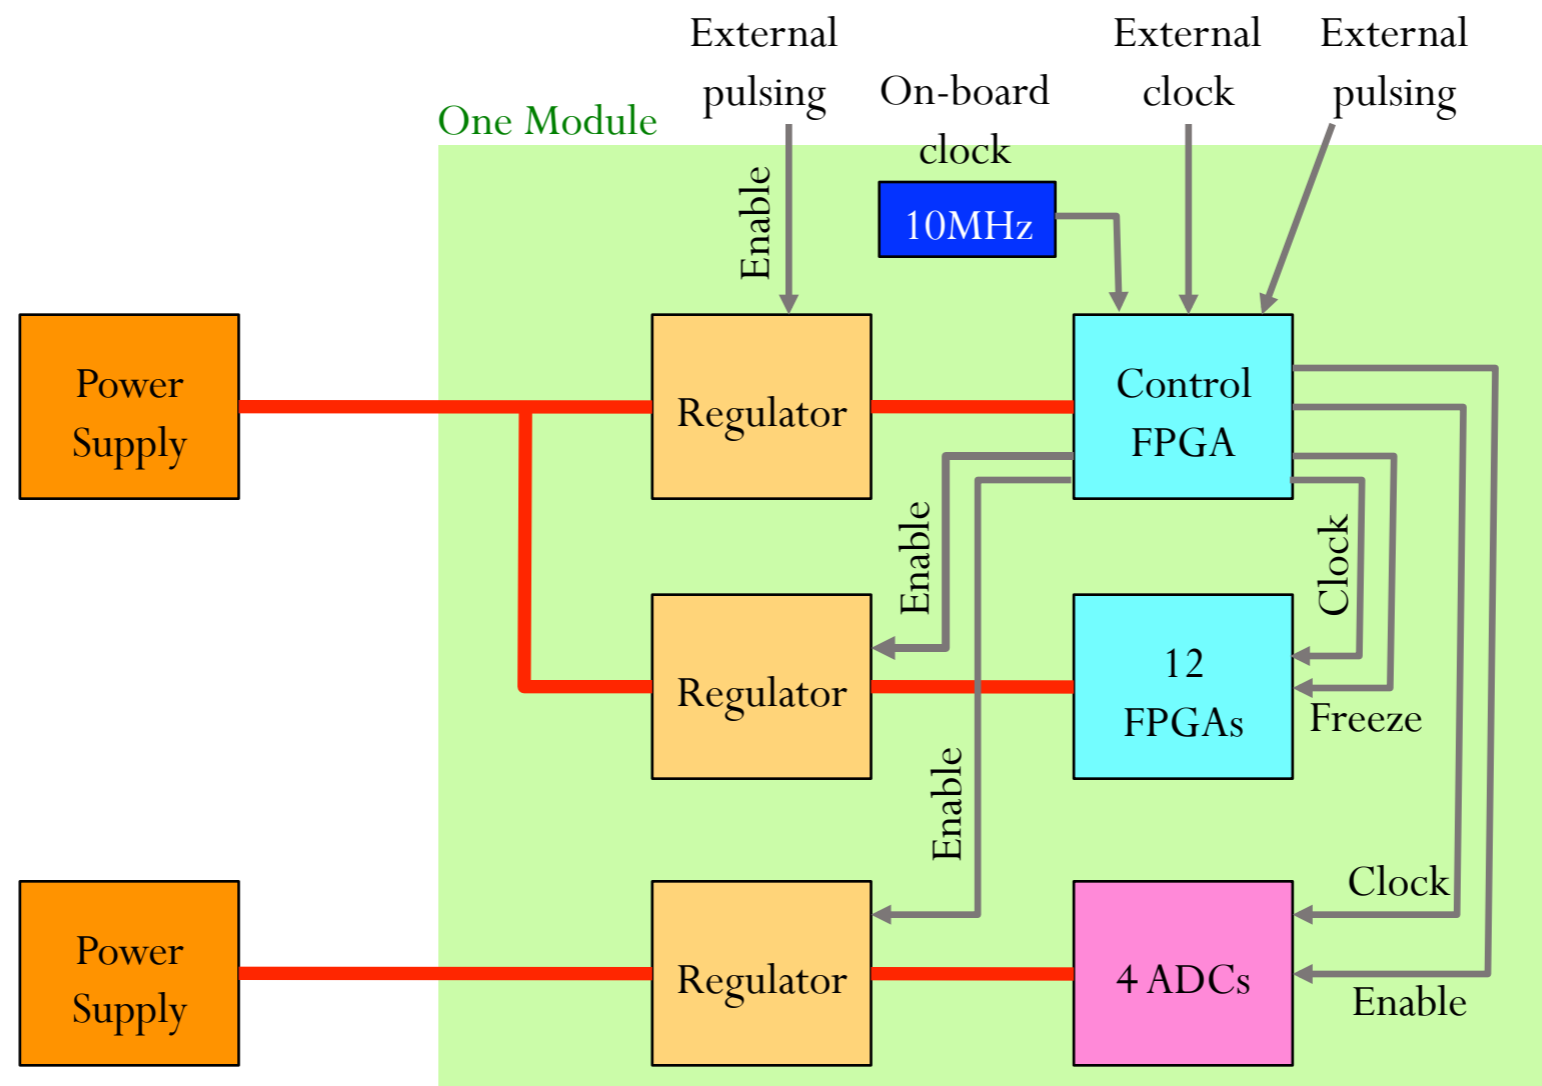 External
pulsing
On-board
clock
External
clock
External
pulsing
One Module
Enable
10MHz
Power
Supply
Regulator
Control
FPGA
Enable
Clock
Regulator
12
FPGAs
Freeze
Enable
Clock
Power
Supply
Regulator
4 ADCs
Enable